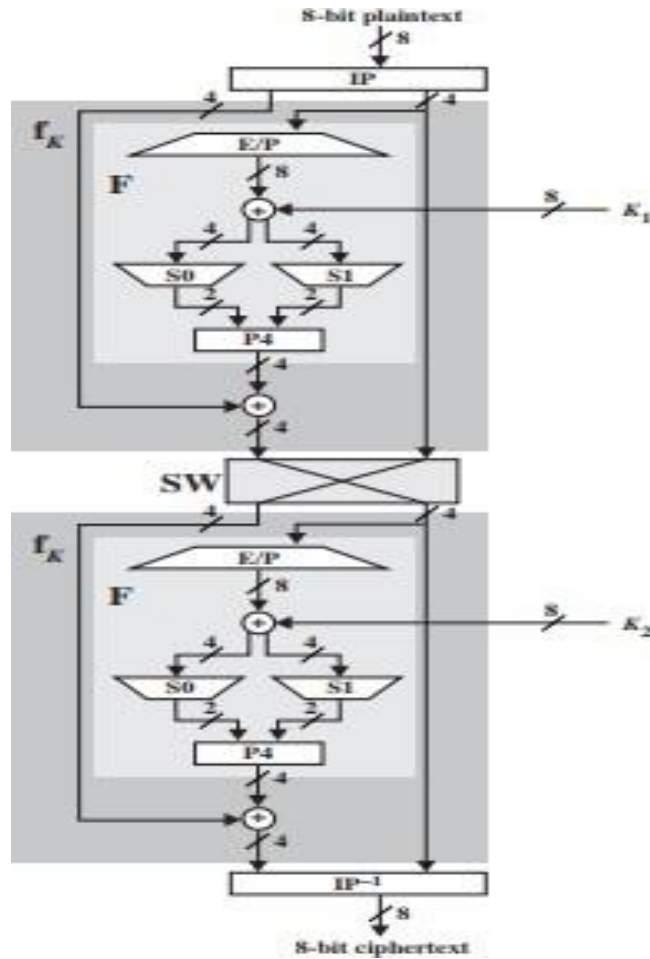 8-bit plaintext
8
IP
4 4
f K
E/P
F 8
+ 8 K1
4 4
S0 S1
2 2
P4
4
+
4
SW
4 4
f K
E/P
F 8
+ 8 K2
4 4
S0 S1
2 2
P4
4
+
4
IP–1
8
8-bit ciphertext